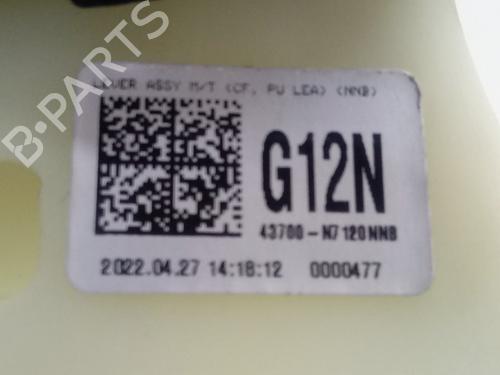 LEVER ASSY M/T (CF, PU LEA) (NNB)
G12N
43700-N7120NNB
2022.04.27 14:18:12 0000477
B-PARTS